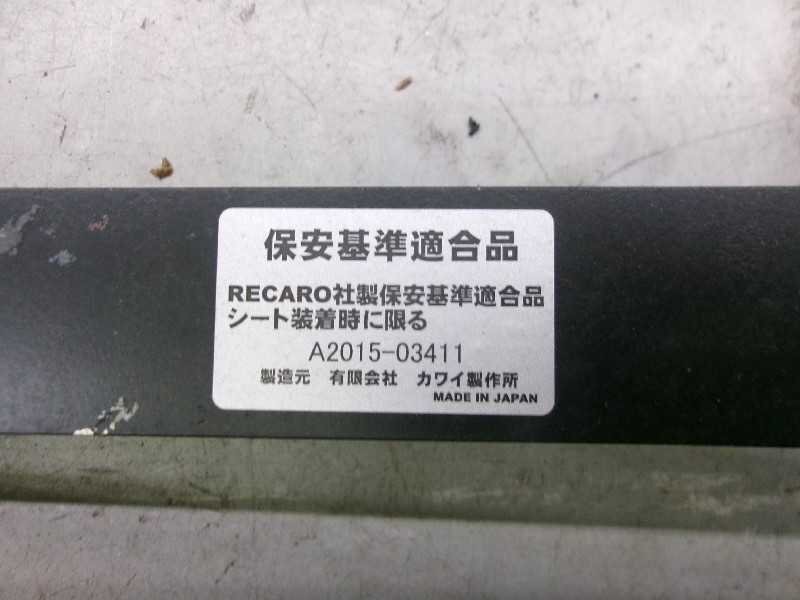 保安基準適合品
RECARO社製保安基準適合品
シート装着時に限る
A2015-03411
製造元　有限会社　カワイ製作所
MADE IN JAPAN